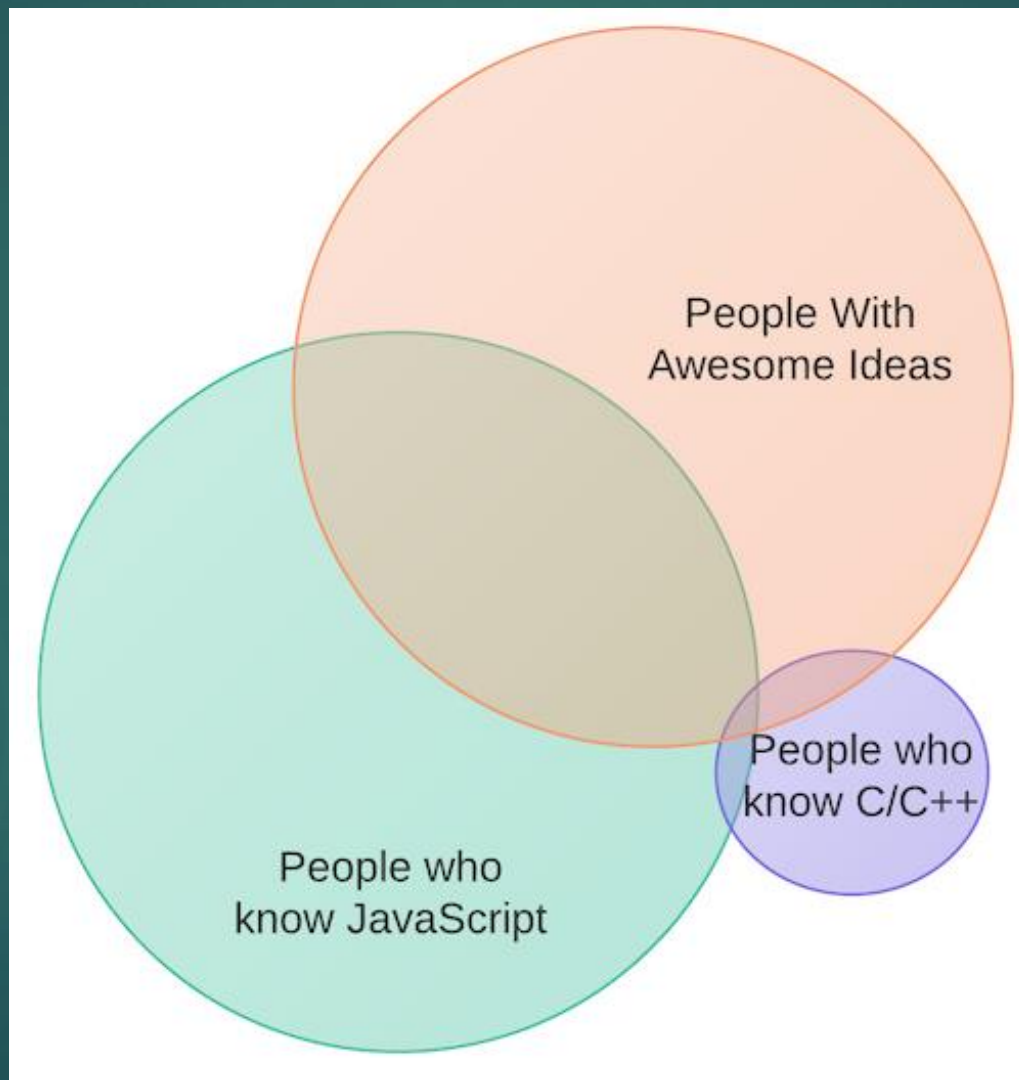 People With
Awesome Ideas
People who
know C/C++
People who
know JavaScript